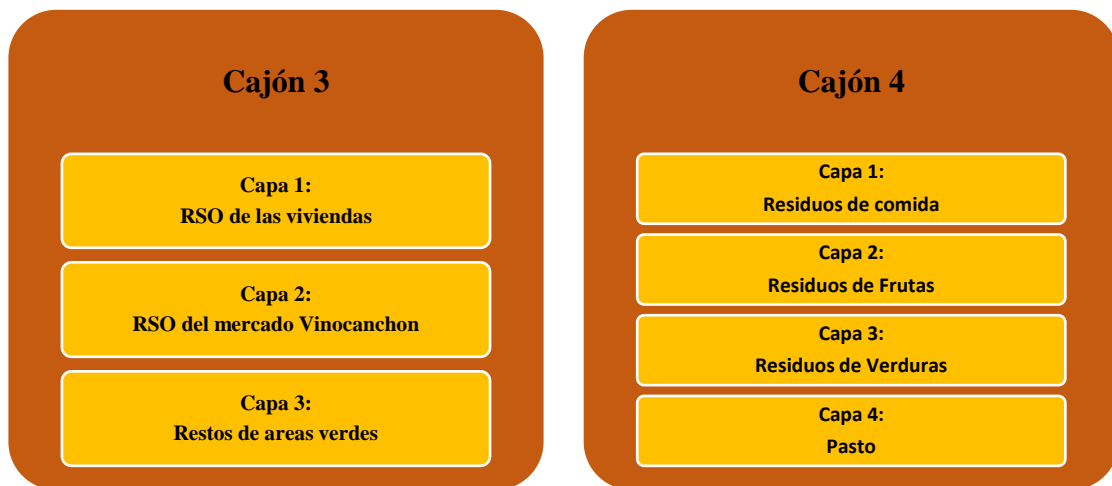 Cajón 3
Capa 1:
RSO de las viviendas
Capa 2:
RSO del mercado Vinocanchon
Capa 3:
Restos de areas verdes
Cajón 4
Capa 1:
Residuos de comida
Capa 2:
Residuos de Frutas
Capa 3:
Residuos de Verduras
Capa 4:
Pasto